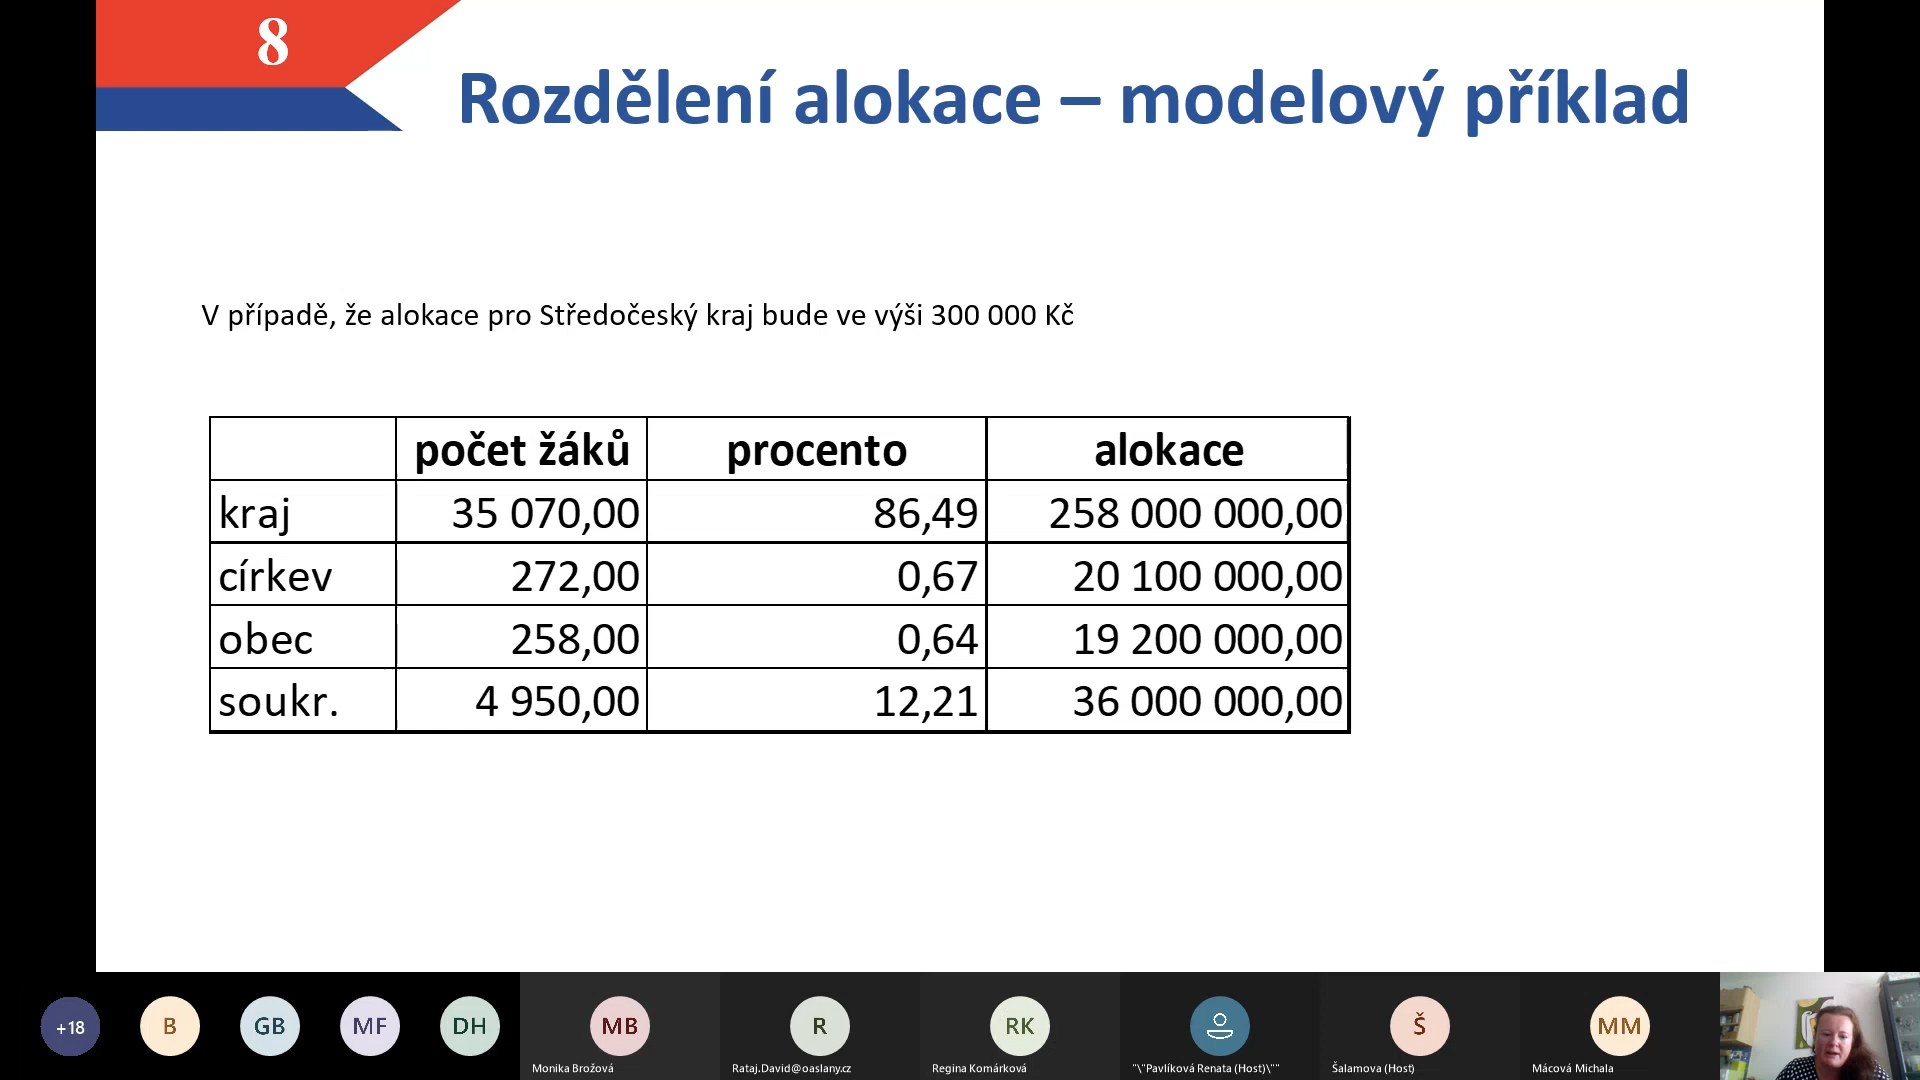 8
Rozdělení alokace – modelový příklad
V případě, že alokace pro Středočeský kraj bude ve výši 300 000 Kč
počet žáků procento alokace
kraj 35 070,00 86,49 258 000 000,00
církev 272,00 0,67 20 100 000,00
obec 258,00 0,64 19 200 000,00
soukr. 4 950,00 12,21 36 000 000,00
+18 B GB MF DH MB R RK Š MM
Monika Brožová Rataj.David@oaslany.cz Regina Komárková "\"Pavlíková Renata (Host)\"" Šalamova (Host) Mácová Michala